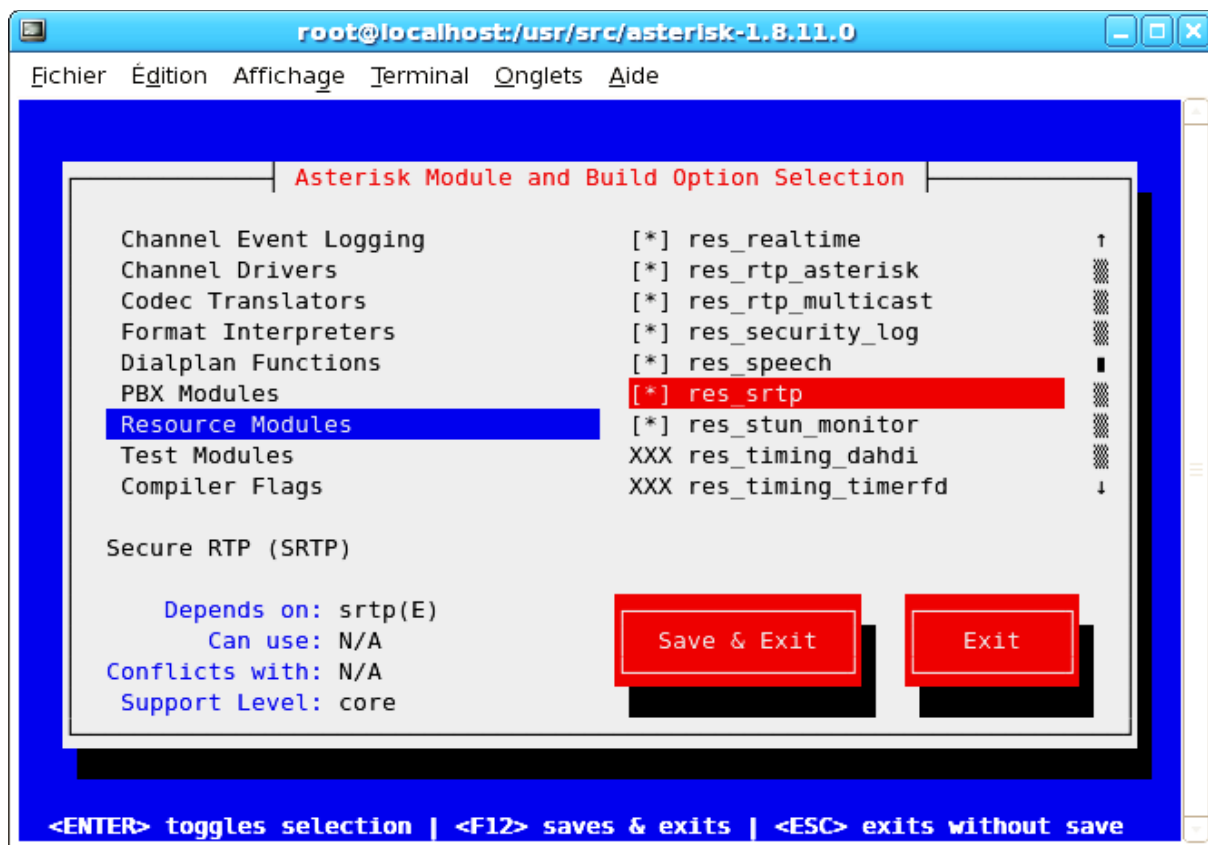 root@localhost:/usr/src/asterisk-1.8.11.0
Fichier Édition Affichage Terminal Onglets Aide
Asterisk Module and Build Option Selection
Channel Event Logging [*] res_realtime ↑
Channel Drivers [*] res_rtp_asterisk
Codec Translators [*] res_rtp_multicast
Format Interpreters [*] res_security_log
Dialplan Functions [*] res_speech
PBX Modules [*] res_srtp
Resource Modules [*] res_stun_monitor
Test Modules XXX res_timing_dahdi
Compiler Flags XXX res_timing_timerfd ↓
Secure RTP (SRTP)
Depends on: srtp(E)
Can use: N/A
Conflicts with: N/A
Support Level: core
Save & Exit Exit
<ENTER> toggles selection | <F12> saves & exits | <ESC> exits without save